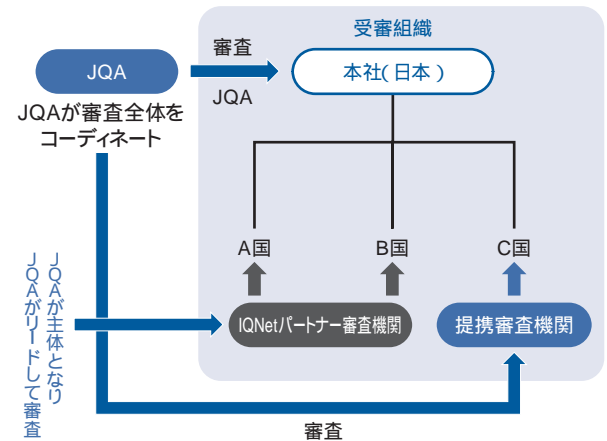 受審組織
審査
JQA
本社(日本)
JQA
JQAが審査全体を
コーディネート
A国
B国
C国
JQAが主体となり
JQAがリードして審査
IQNetパートナー審査機関
提携審査機関
審査